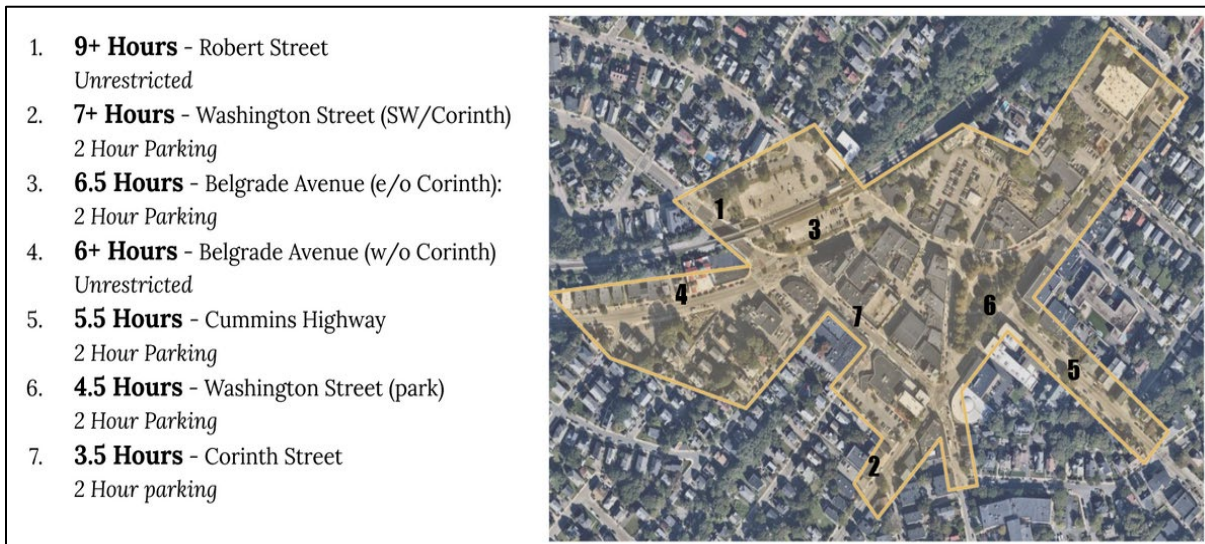 1. 9+ Hours - Robert Street
Unrestricted
2. 7+ Hours - Washington Street (SW/Corinth)
2 Hour Parking
3. 6.5 Hours - Belgrade Avenue (e/o Corinth):
2 Hour Parking
4. 6+ Hours - Belgrade Avenue (w/o Corinth)
Unrestricted
5. 5.5 Hours - Cummins Highway
2 Hour Parking
6. 4.5 Hours - Washington Street (park)
2 Hour Parking
7. 3.5 Hours - Corinth Street
2 Hour parking
1
3
4
6
7
5
2